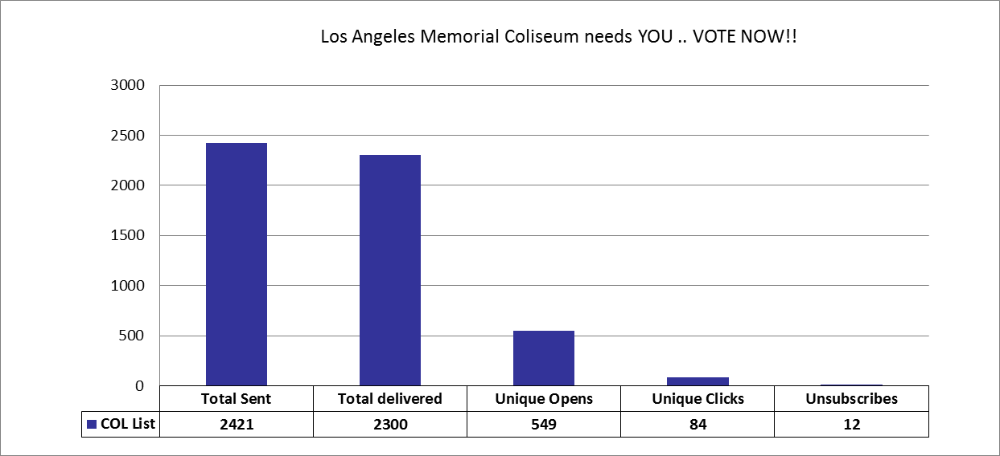 Los Angeles Memorial Coliseum needs YOU .. VOTE NOW!!
3000
2500
2000
1500
1000
500
0
Total Sent Total delivered Unique Opens Unique Clicks Unsubscribes
COL List 2421 2300 549 84 12